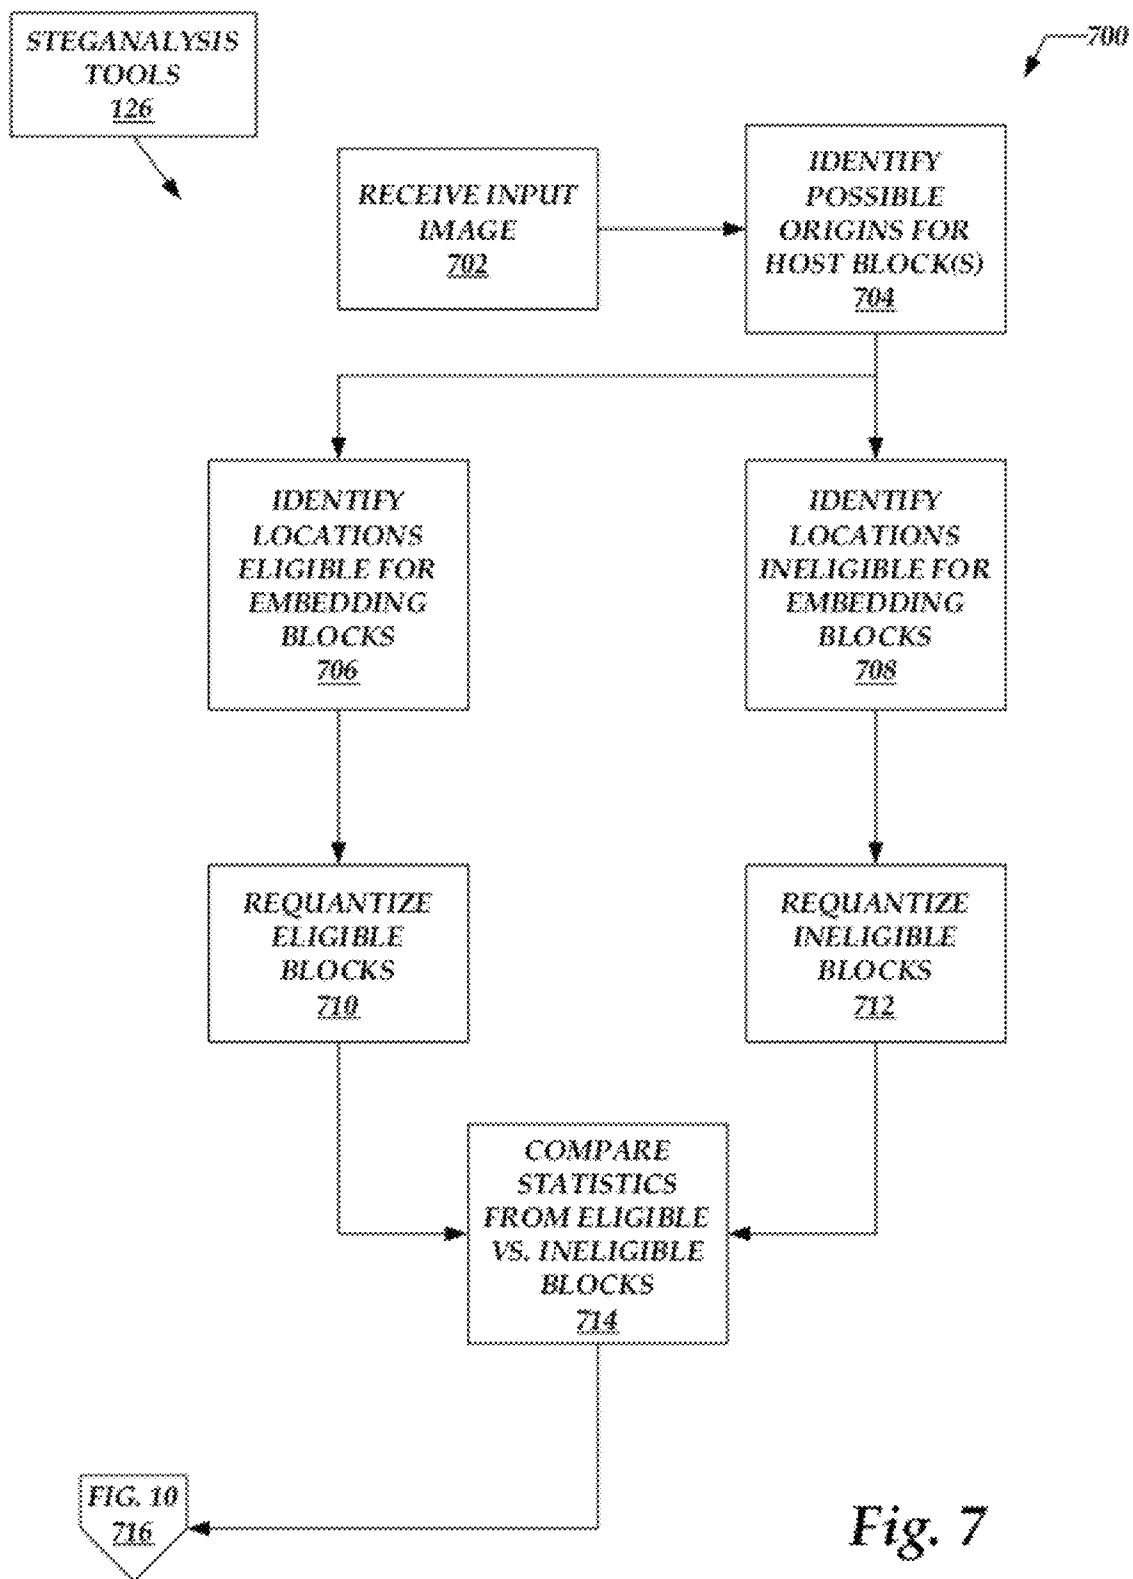 STEGANALYSIS
TOOLS
126
700
RECEIVE INPUT
IMAGE
702
IDENTIFY
POSSIBLE
ORIGINS FOR
HOST BLOCK(S)
704
IDENTIFY
LOCATIONS
ELIGIBLE FOR
EMBEDDING
BLOCKS
706
IDENTIFY
LOCATIONS
INELIGIBLE FOR
EMBEDDING
BLOCKS
708
REQUANTIZE
ELIGIBLE
BLOCKS
710
REQUANTIZE
INELIGIBLE
BLOCKS
712
COMPARE
STATISTICS
FROM ELIGIBLE
VS. INELIGIBLE
BLOCKS
714
FIG. 10
716
Fig. 7